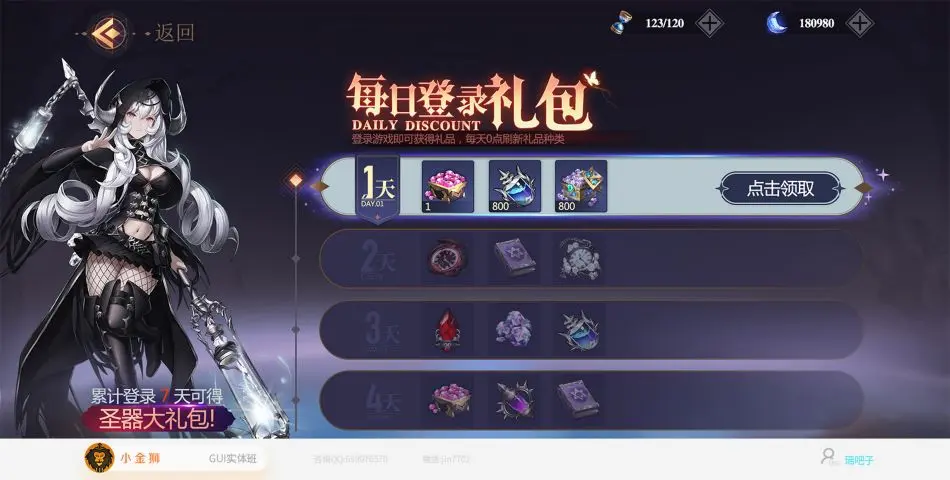 返回
123/120
180980
每日登录礼包
DAILY DISCOUNT
登录游戏即可获得礼品，每天0点刷新礼品种类
1天
DAY.01
1
800
800
点击领取
2天
3天
4天
累计登录 7 天可得
圣器大礼包!
小金狮
GUI实体班